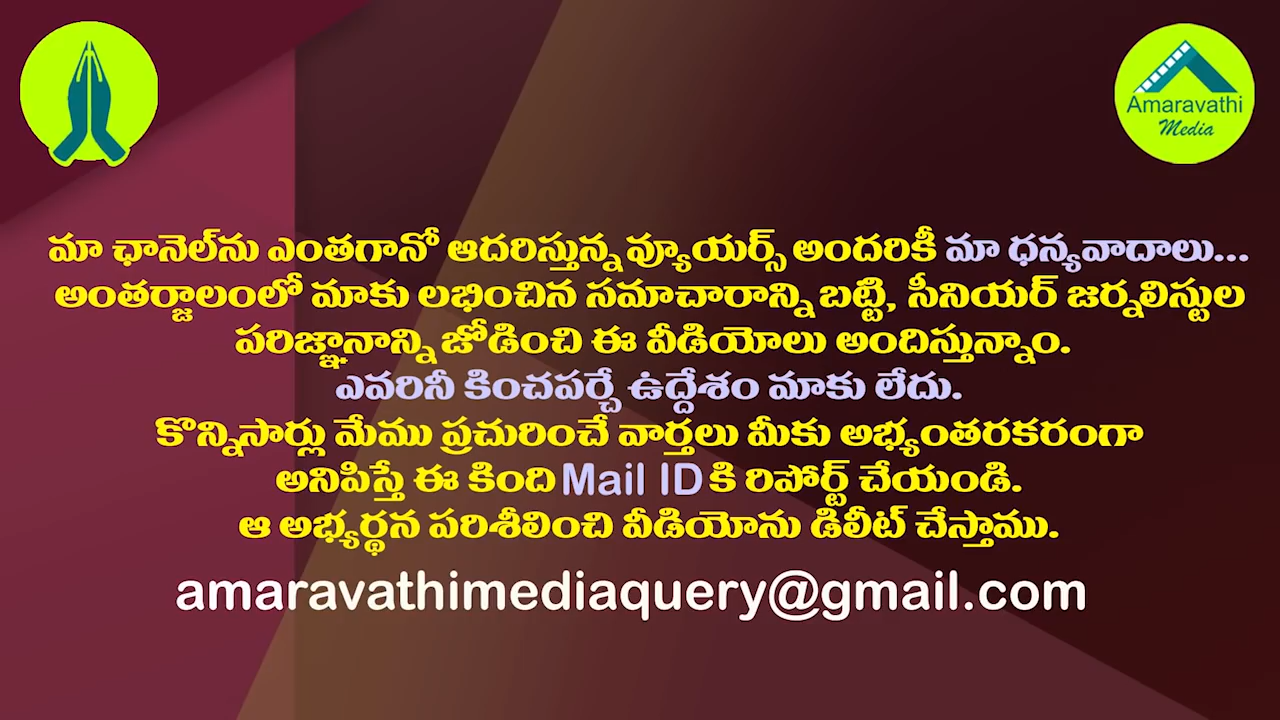 Amaravathi
Media
మా ఛానెల్‌ను ఎంతగానో ఆదరిస్తున్న వ్యూయర్స్ అందరికీ మా ధన్యవాదాలు...
అంతర్జాలంలో మాకు లభించిన సమాచారాన్ని బట్టి, సీనియర్ జర్నలిస్టుల
పరిజ్ఞానాన్ని జోడించి ఈ వీడియోలు అందిస్తున్నాం.
ఎవరినీ కించపర్చే ఉద్దేశం మాకు లేదు.
కొన్నిసార్లు మేము ప్రచురించే వార్తలు మీకు అభ్యంతరకరంగా
అనిపిస్తే ఈ కింది Mail ID కి రిపోర్ట్ చేయండి.
ఆ అభ్యర్థన పరిశీలించి వీడియోను డిలీట్ చేస్తాము.
amaravathimediaquery@gmail.com